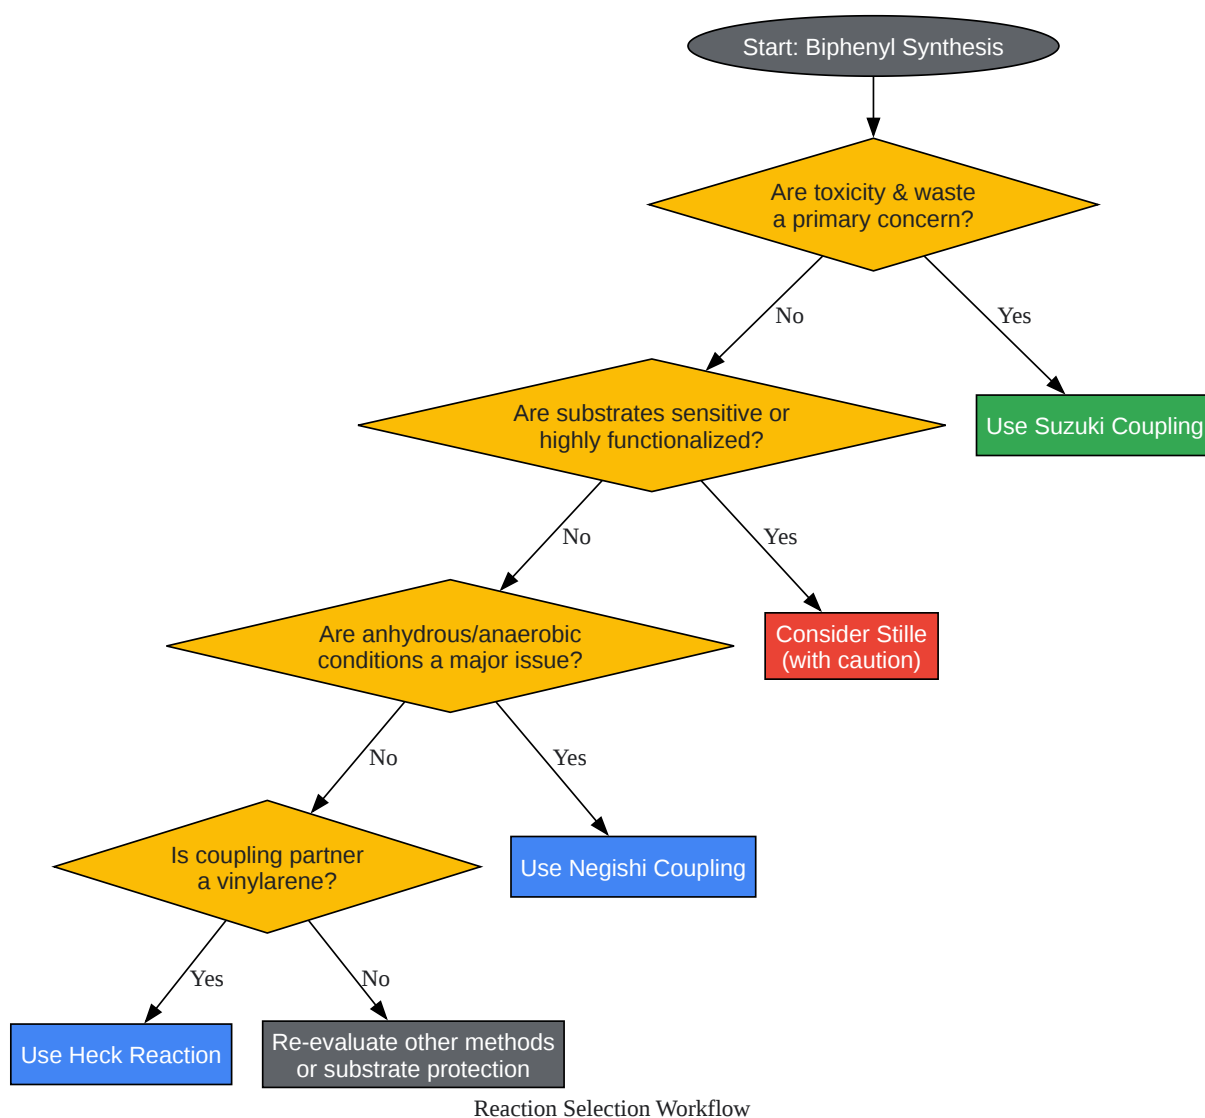 Start: Biphenyl Synthesis
Are toxicity & waste
a primary concern?
No
Yes
Are substrates sensitive or
highly functionalized?
Use Suzuki Coupling
No
Yes
Are anhydrous/anaerobic
conditions a major issue?
Consider Stille
(with caution)
No
Yes
Is coupling partner
a vinylarene?
Use Negishi Coupling
Yes
No
Use Heck Reaction
Re-evaluate other methods
or substrate protection
Reaction Selection Workflow